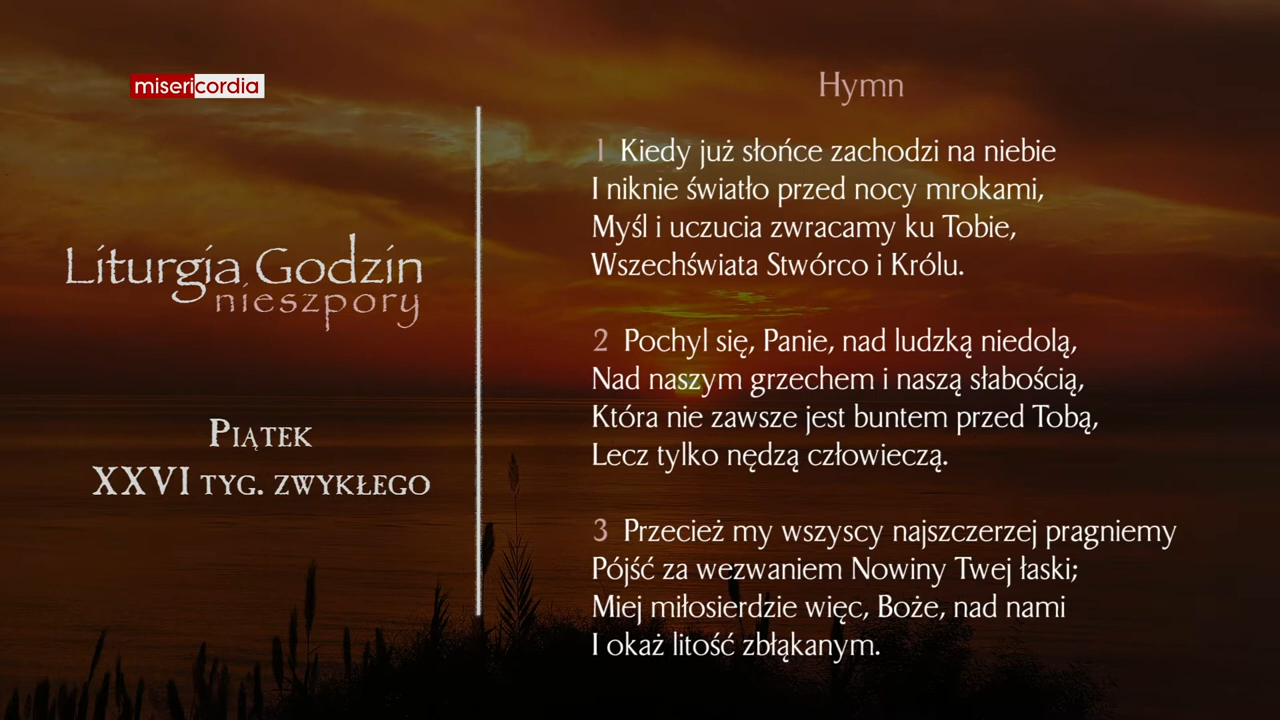 misericordia
Liturgia Godzin
nieszpory
Piątek
XXVI tyg. zwykłego
Hymn
1 Kiedy już słońce zachodzi na niebie
I niknie światło przed nocy mrokami,
Myśl i uczucia zwracamy ku Tobie,
Wszechświata Stwórco i Królu.
2 Pochyl się, Panie, nad ludzką niedolą,
Nad naszym grzechem i naszą słabością,
Która nie zawsze jest buntem przed Tobą,
Lecz tylko nędzą człowieczą.
3 Przecież my wszyscy najszczerzej pragniemy
Pójść za wezwaniem Nowiny Twej łaski;
Miej miłosierdzie więc, Boże, nad nami
I okaż litość zbłąkanym.